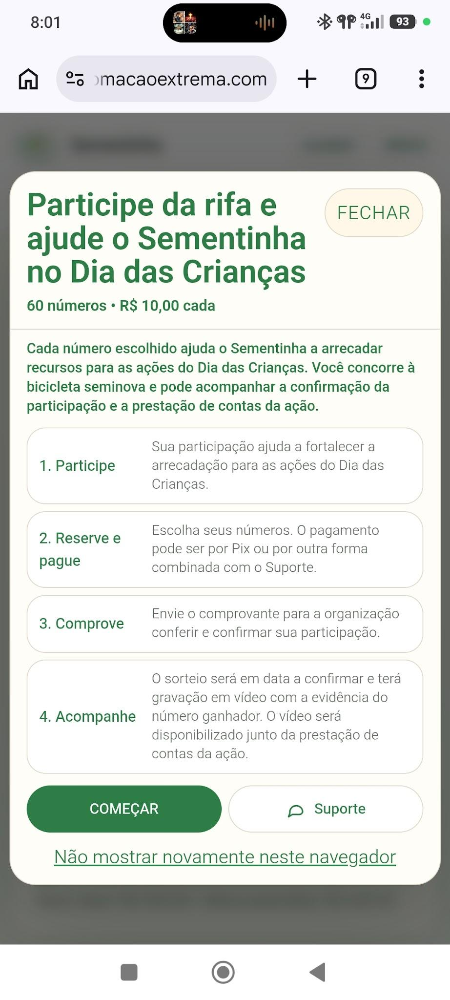 8:01
4G
93
macaoextrema.com
9
Participe da rifa e
ajude o Sementinha
no Dia das Crianças
FECHAR
60 números • R$ 10,00 cada
Cada número escolhido ajuda o Sementinha a arrecadar
recursos para as ações do Dia das Crianças. Você concorre à
bicicleta seminova e pode acompanhar a confirmação da
participação e a prestação de contas da ação.
1. Participe
Sua participação ajuda a fortalecer a
arrecadação para as ações do Dia das
Crianças.
2. Reserve e
pague
Escolha seus números. O pagamento
pode ser por Pix ou por outra forma
combinada com o Suporte.
3. Comprove
Envie o comprovante para a organização
conferir e confirmar sua participação.
4. Acompanhe
O sorteio será em data a confirmar e terá
gravação em vídeo com a evidência do
número ganhador. O vídeo será
disponibilizado junto da prestação de
contas da ação.
COMEÇAR
Suporte
Não mostrar novamente neste navegador